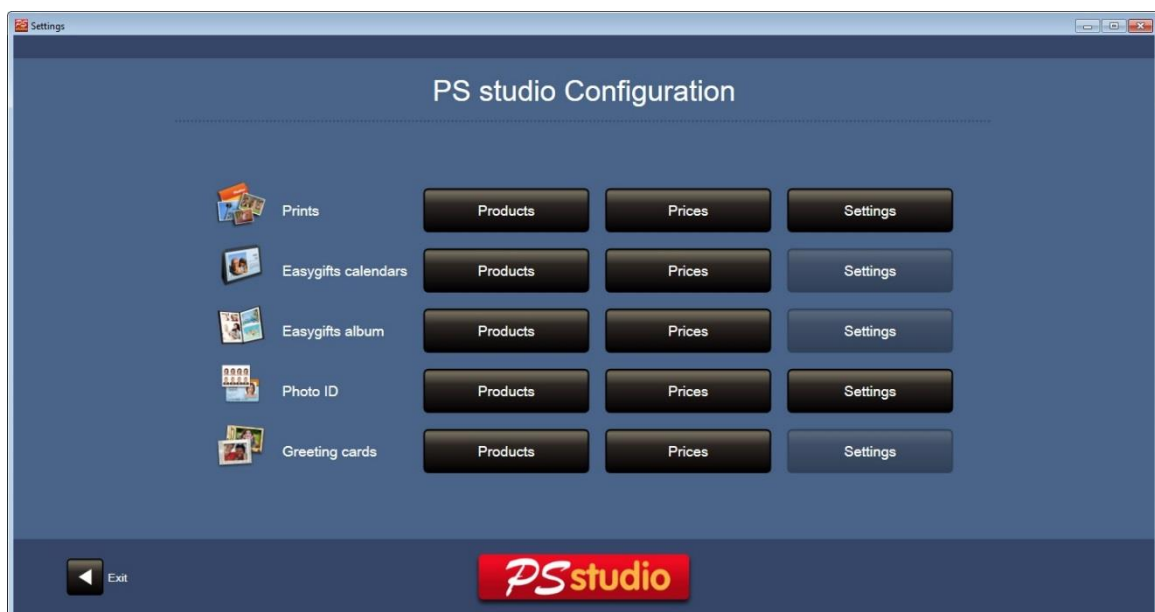 Settings
PS studio Configuration
Prints Products Prices Settings
Easygifts calendars Products Prices Settings
Easygifts album Products Prices Settings
Photo ID Products Prices Settings
Greeting cards Products Prices Settings
Exit
PSstudio